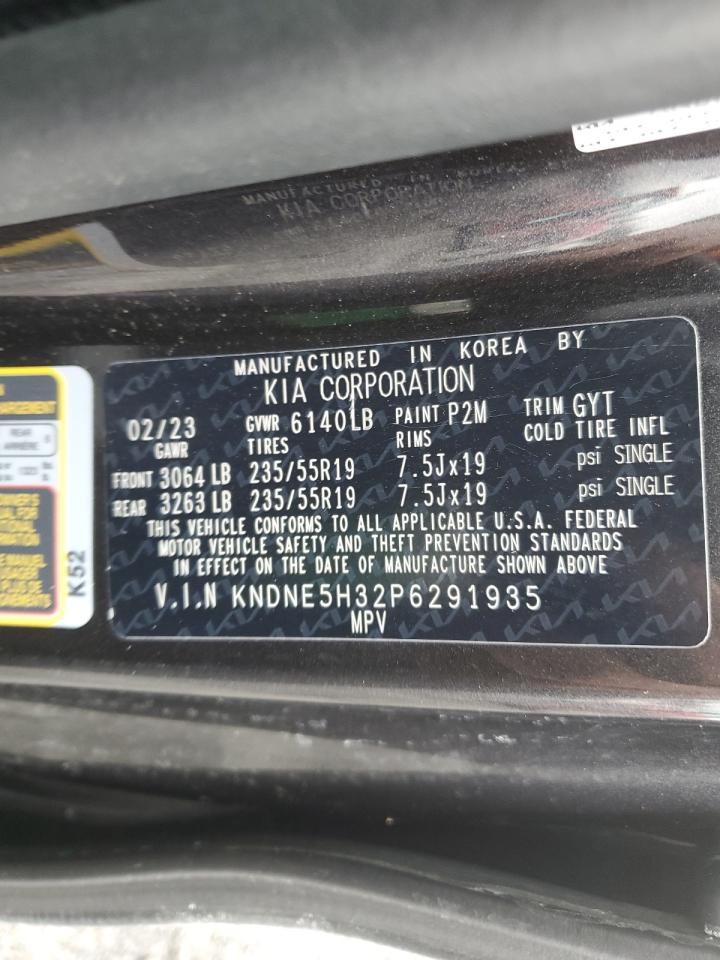 MANUFACTURED IN KOREA BY
KIA CORPORATION
MANUFACTURED IN KOREA BY
KIA CORPORATION
02/23 GVWR 6140LB PAINT P2M TRIM GYT
GAWR TIRES RIMS COLD TIRE INFL
FRONT 3064 LB 235/55R19 7.5Jx19 psi SINGLE
REAR 3263 LB 235/55R19 7.5Jx19 psi SINGLE
THIS VEHICLE CONFORMS TO ALL APPLICABLE U.S.A. FEDERAL
MOTOR VEHICLE SAFETY AND THEFT PREVENTION STANDARDS
IN EFFECT ON THE DATE OF MANUFACTURE SHOWN ABOVE
V.I.N KNDNE5H32P6291935
MPV
REAR
ARRIÈRE
K52